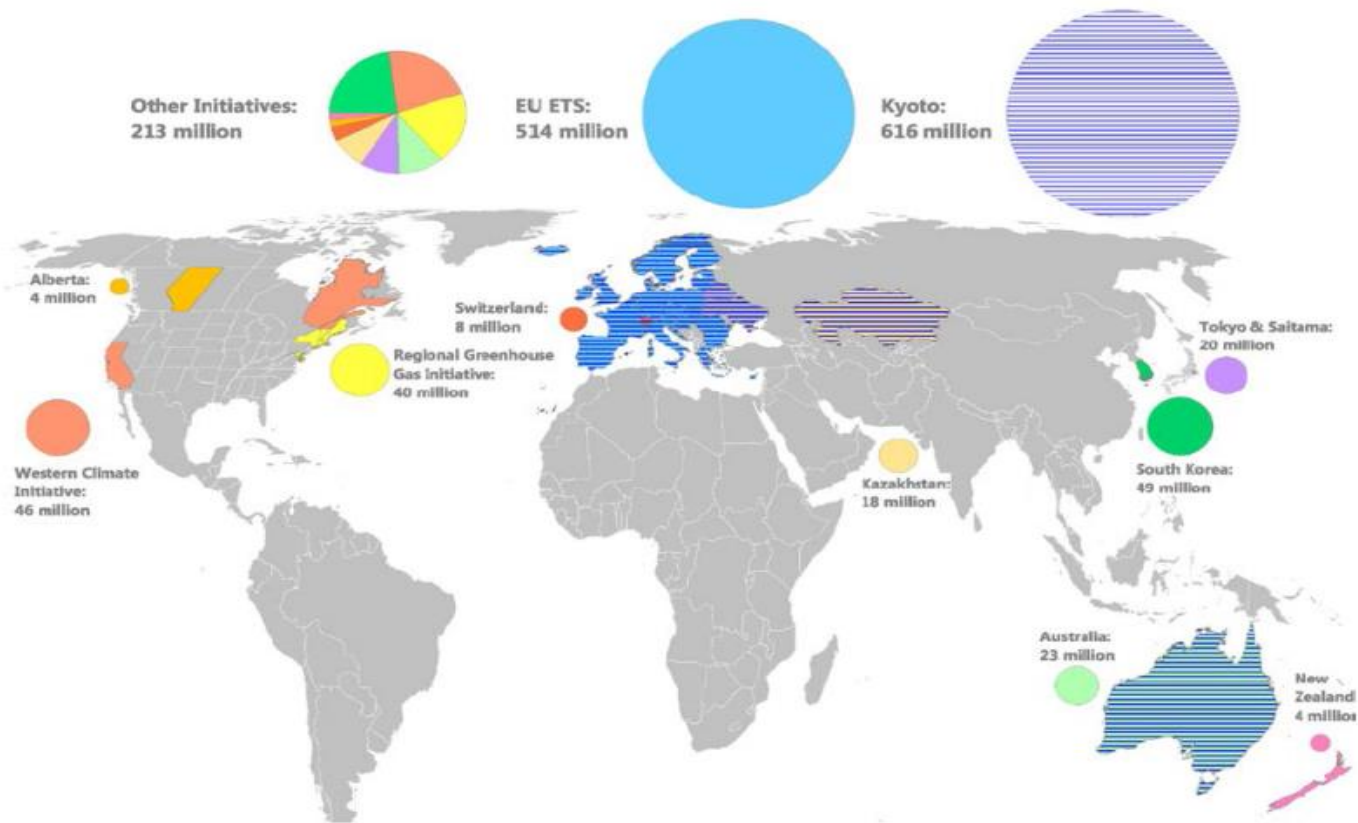 Other Initiatives:
213 million
EU ETS:
514 million
Kyoto:
616 million
Alberta:
4 million
Switzerland:
8 million
Regional Greenhouse
Gas Initiative:
40 million
Tokyo & Saitama:
20 million
Western Climate
Initiative:
46 million
Kazakhstan:
18 million
South Korea:
49 million
Australia:
23 million
New
Zealand
4 million